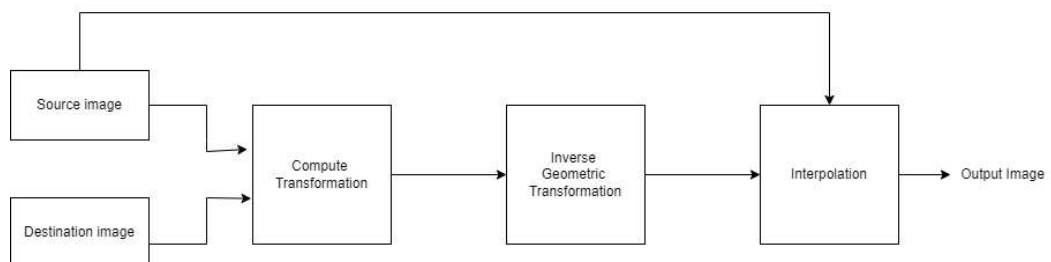 Source image
Destination image
Compute
Transformation
Inverse
Geometric
Transformation
Interpolation
Output Image